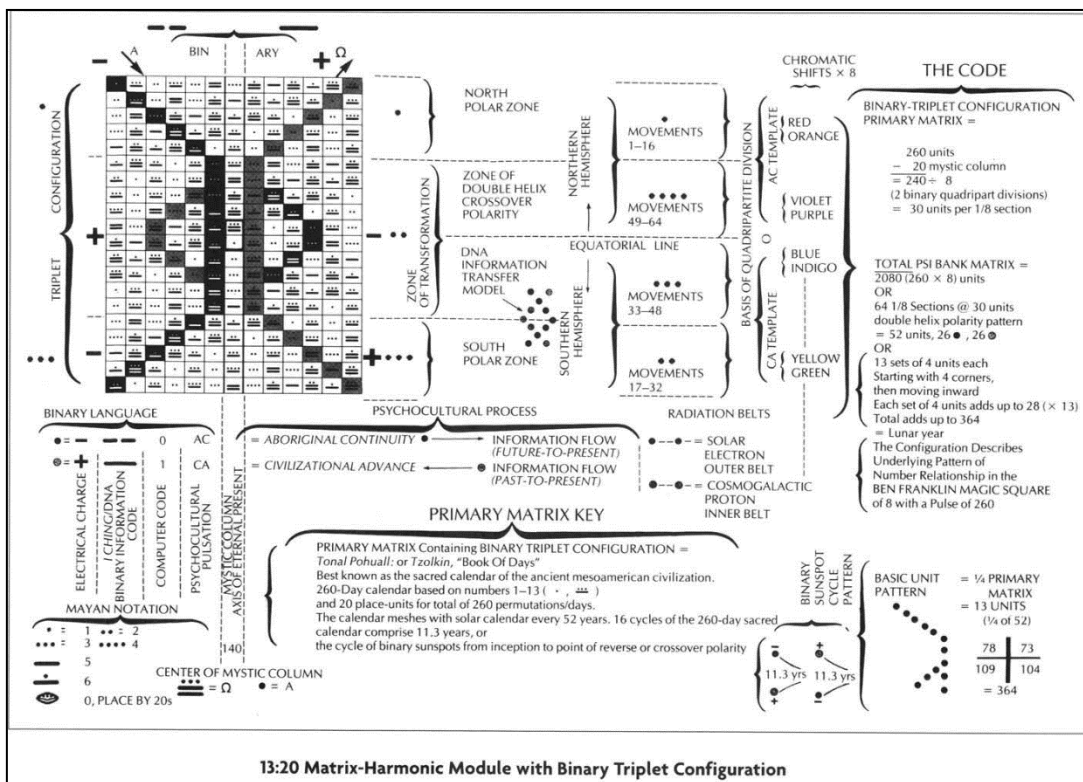 A
BIN
ARY
Ω
TRIPLET
CONFIGURATION
NORTH
POLAR ZONE
ZONE OF
DOUBLE HELIX
CROSSOVER
POLARITY
DNA
INFORMATION
TRANSFER
MODEL
SOUTH
POLAR ZONE
ZONE
OF TRANSFORMATION
NORTHERN
HEMISPHERE
SOUTHERN
HEMISPHERE
EQUATORIAL LINE
MOVEMENTS
1–16
MOVEMENTS
49–64
MOVEMENTS
33–48
MOVEMENTS
17–32
BASIS OF QUADRIPARTITE DIVISION
AC TEMPLATE
O
CA TEMPLATE
CHROMATIC
SHIFTS × 8
RED
ORANGE
VIOLET
PURPLE
BLUE
INDIGO
YELLOW
GREEN
THE CODE
BINARY-TRIPLET CONFIGURATION
PRIMARY MATRIX =
260 units
− 20 mystic column
= 240 ÷ 8
(2 binary quadripart divisions)
= 30 units per 1/8 section
TOTAL PSI BANK MATRIX =
2080 (260 × 8) units
OR
64 1/8 Sections @ 30 units
double helix polarity pattern
= 52 units, 26 ●, 26
OR
13 sets of 4 units each
Starting with 4 corners,
then moving inward
Each set of 4 units adds up to 28 (× 13)
Total adds up to 364
= Lunar year
The Configuration Describes
Underlying Pattern of
Number Relationship in the
BEN FRANKLIN MAGIC SQUARE
of 8 with a Pulse of 260
BINARY LANGUAGE
0 AC
1 CA
ELECTRICAL CHARGE
I CHING/DNA
BINARY INFORMATION
CODE
COMPUTER CODE
PSYCHOCULTURAL
PULSATION
MYSTIC COLUMN
AXIS OF ETERNAL PRESENT
140
PSYCHOCULTURAL PROCESS
= ABORIGINAL CONTINUITY ● → INFORMATION FLOW
(FUTURE-TO-PRESENT)
= CIVILIZATIONAL ADVANCE ← INFORMATION FLOW
(PAST-TO-PRESENT)
RADIATION BELTS
= SOLAR
ELECTRON
OUTER BELT
= COSMOGALACTIC
PROTON
INNER BELT
PRIMARY MATRIX KEY
PRIMARY MATRIX Containing BINARY TRIPLET CONFIGURATION =
Tonal Pohuall: or Tzolkin, "Book Of Days"
Best known as the sacred calendar of the ancient mesoamerican civilization.
260-Day calendar based on numbers 1–13 ( · , )
and 20 place-units for total of 260 permutations/days.
The calendar meshes with solar calendar every 52 years. 16 cycles of the 260-day sacred
calendar comprise 11.3 years, or
the cycle of binary sunspots from inception to point of reverse or crossover polarity
MAYAN NOTATION
• = 1 •• = 2
••• = 3 •••• = 4
5
6
0, PLACE BY 20s
CENTER OF MYSTIC COLUMN
= Ω ● = A
BINARY
SUNSPOT
CYCLE
PATTERN
11.3 yrs 11.3 yrs
BASIC UNIT
PATTERN
= ¼ PRIMARY
MATRIX
= 13 UNITS
(¼ of 52)
78 73
109 104
= 364
13:20 Matrix-Harmonic Module with Binary Triplet Configuration